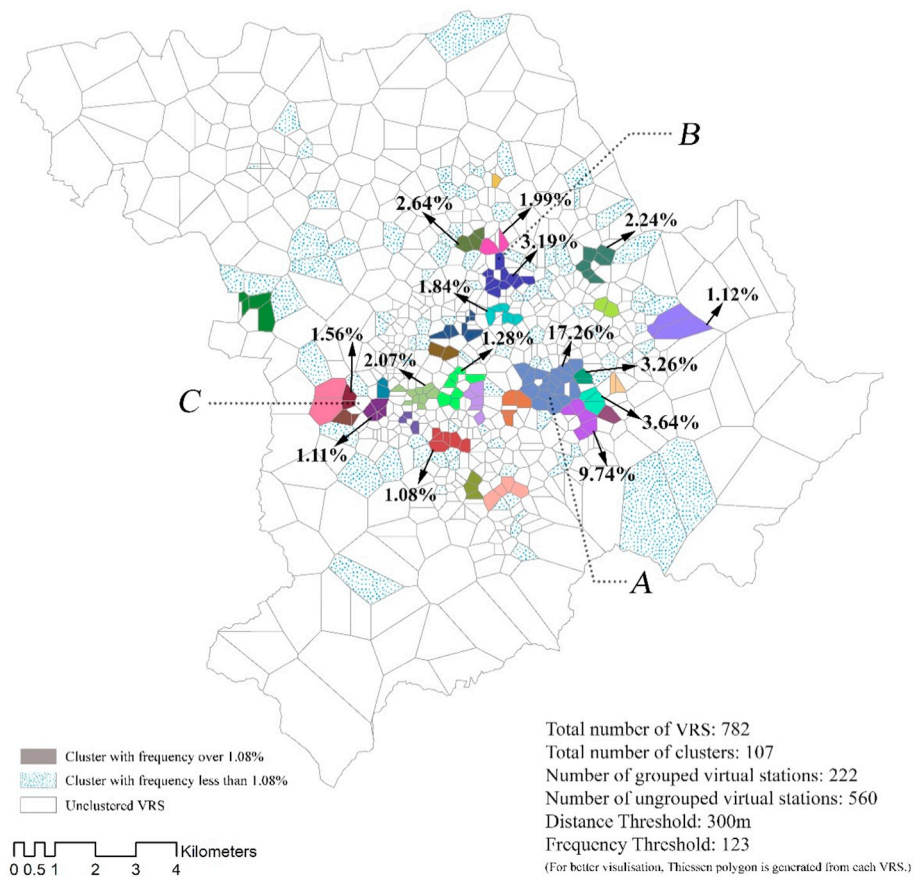 B
2.64%
1.99%
2.24%
3.19%
1.84%
1.12%
1.56%
1.28%
17.26%
2.07%
3.26%
C
3.64%
1.11%
9.74%
1.08%
A
Total number of VRS: 782
Total number of clusters: 107
Number of grouped virtual stations: 222
Number of ungrouped virtual stations: 560
Distance Threshold: 300m
Frequency Threshold: 123
(For better visulisation, Thiessen polygon is generated from each VRS.)
Cluster with frequency over 1.08%
Cluster with frequency less than 1.08%
Unclustered VRS
Kilometers
0 0.5 1 2 3 4